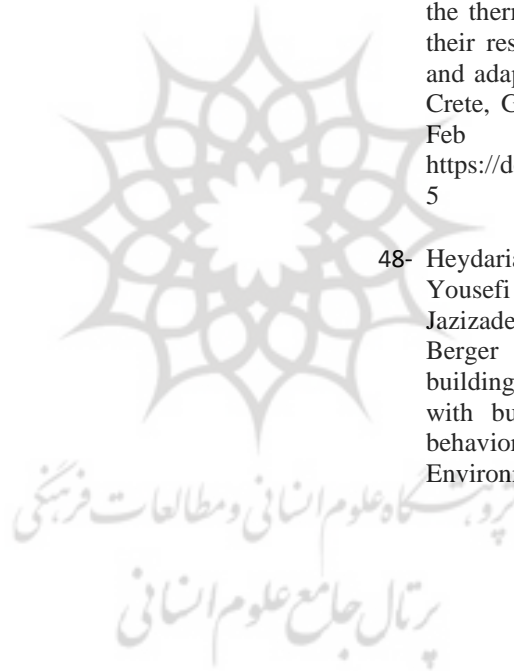 the therm
their res
and adap
Crete, G
Feb
https://d
5
48- Heydaria
Yousefi
Jazizade
Berger
building
with bu
behavior
Environ
پژوهشگاه علوم انسانی و مطالعات فرہنگی
پرتال جامع علوم انسانی